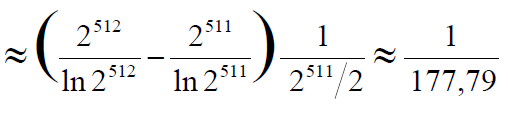 ≈ ( 2^512 / ln 2^512 − 2^511 / ln 2^511 ) 1 / (2^511/2) ≈ 1 / 177,79